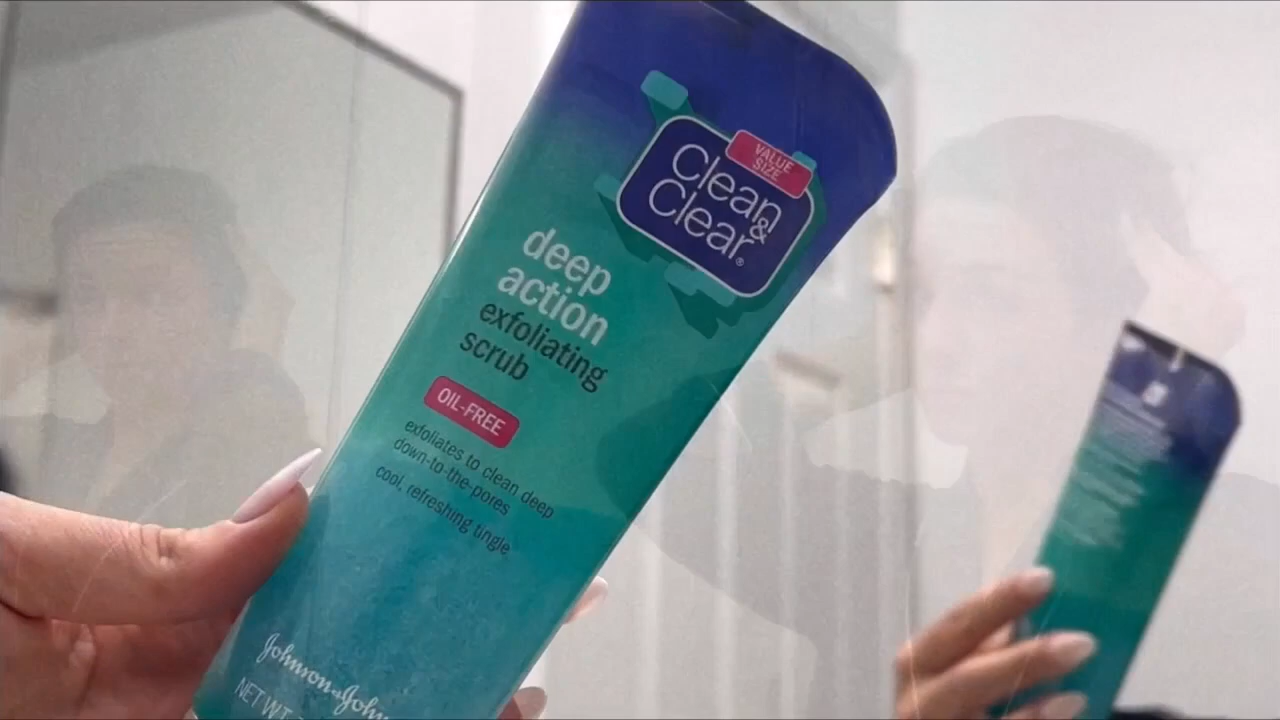 VALUE
SIZE
Clean
&
Clear®
deep
action
exfoliating
scrub
OIL-FREE
exfoliates to clean deep
down-to-the-pores
cool, refreshing tingle
Johnson & John
NET WT.